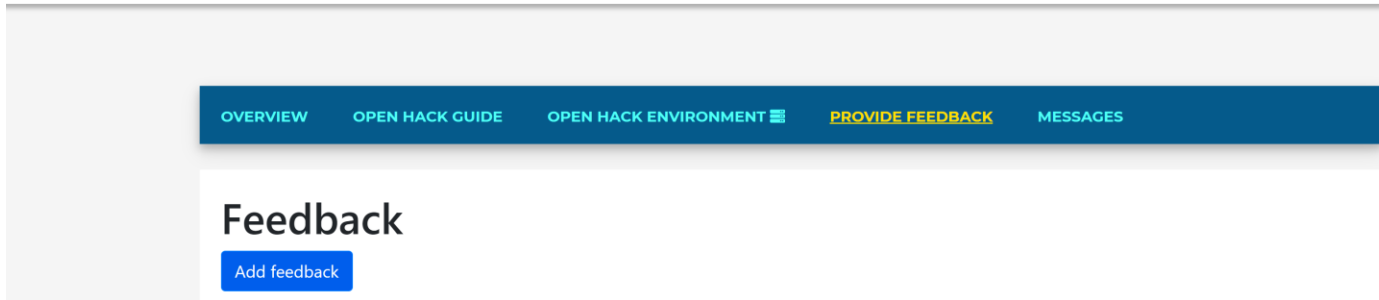 OVERVIEW OPEN HACK GUIDE OPEN HACK ENVIRONMENT PROVIDE FEEDBACK MESSAGES
Feedback
Add feedback